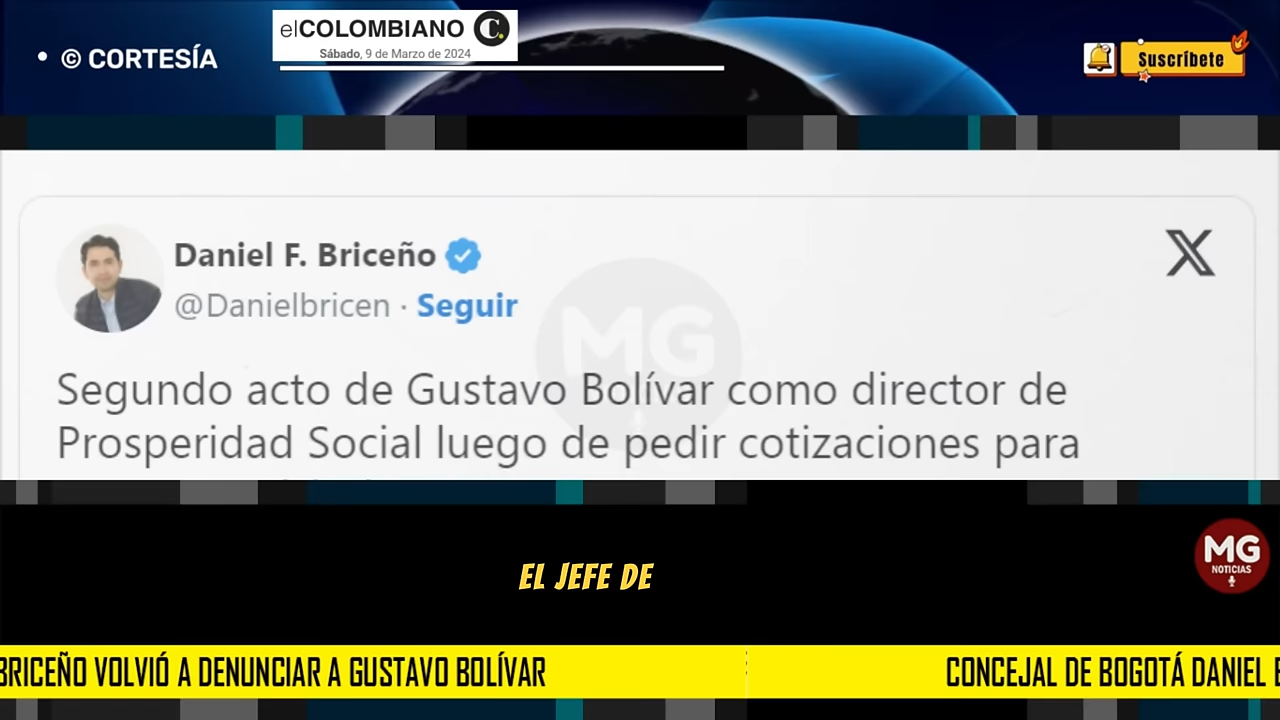 • © CORTESÍA
elCOLOMBIANO C.
Sábado, 9 de Marzo de 2024
Suscríbete
Daniel F. Briceño
@Danielbricen · Seguir
X
MG
Segundo acto de Gustavo Bolívar como director de
Prosperidad Social luego de pedir cotizaciones para
EL JEFE DE
MG
NOTICIAS
BRICEÑO VOLVIÓ A DENUNCIAR A GUSTAVO BOLÍVAR
CONCEJAL DE BOGOTÁ DANIEL